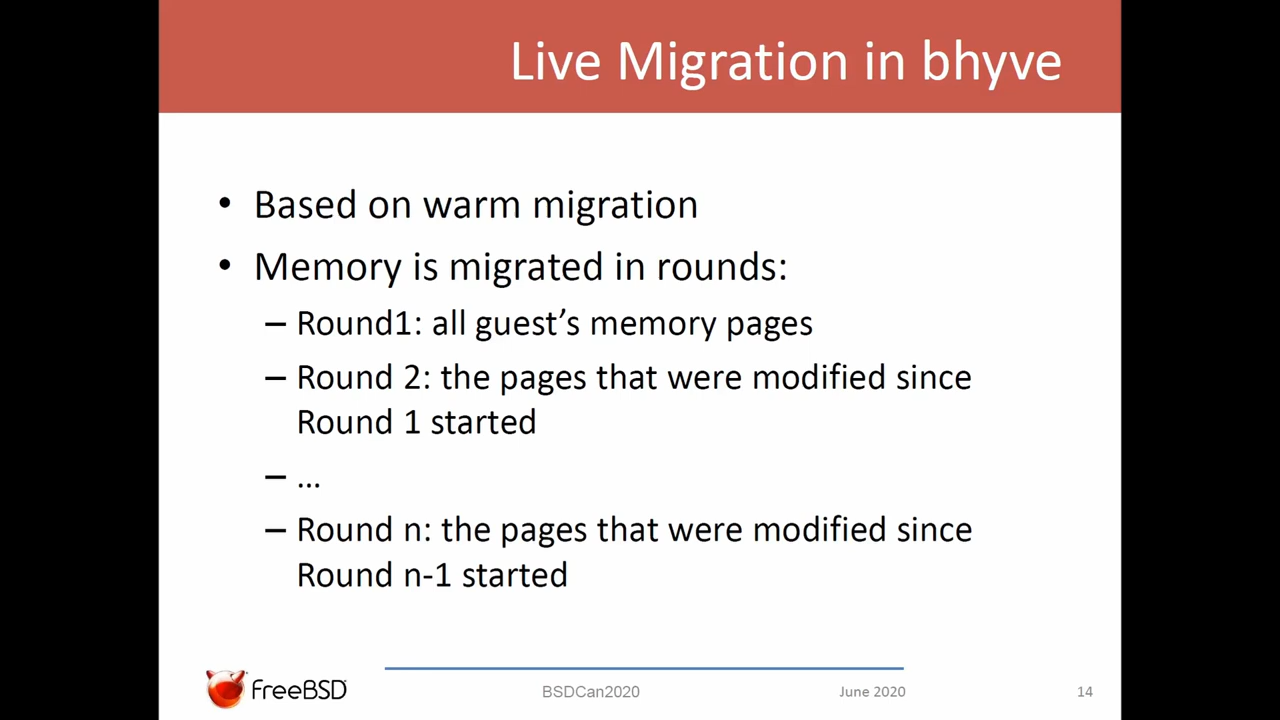 Live Migration in bhyve
• Based on warm migration
• Memory is migrated in rounds:
– Round1: all guest’s memory pages
– Round 2: the pages that were modified since
Round 1 started
– …
– Round n: the pages that were modified since
Round n-1 started
FreeBSD
BSDCan2020
June 2020
14